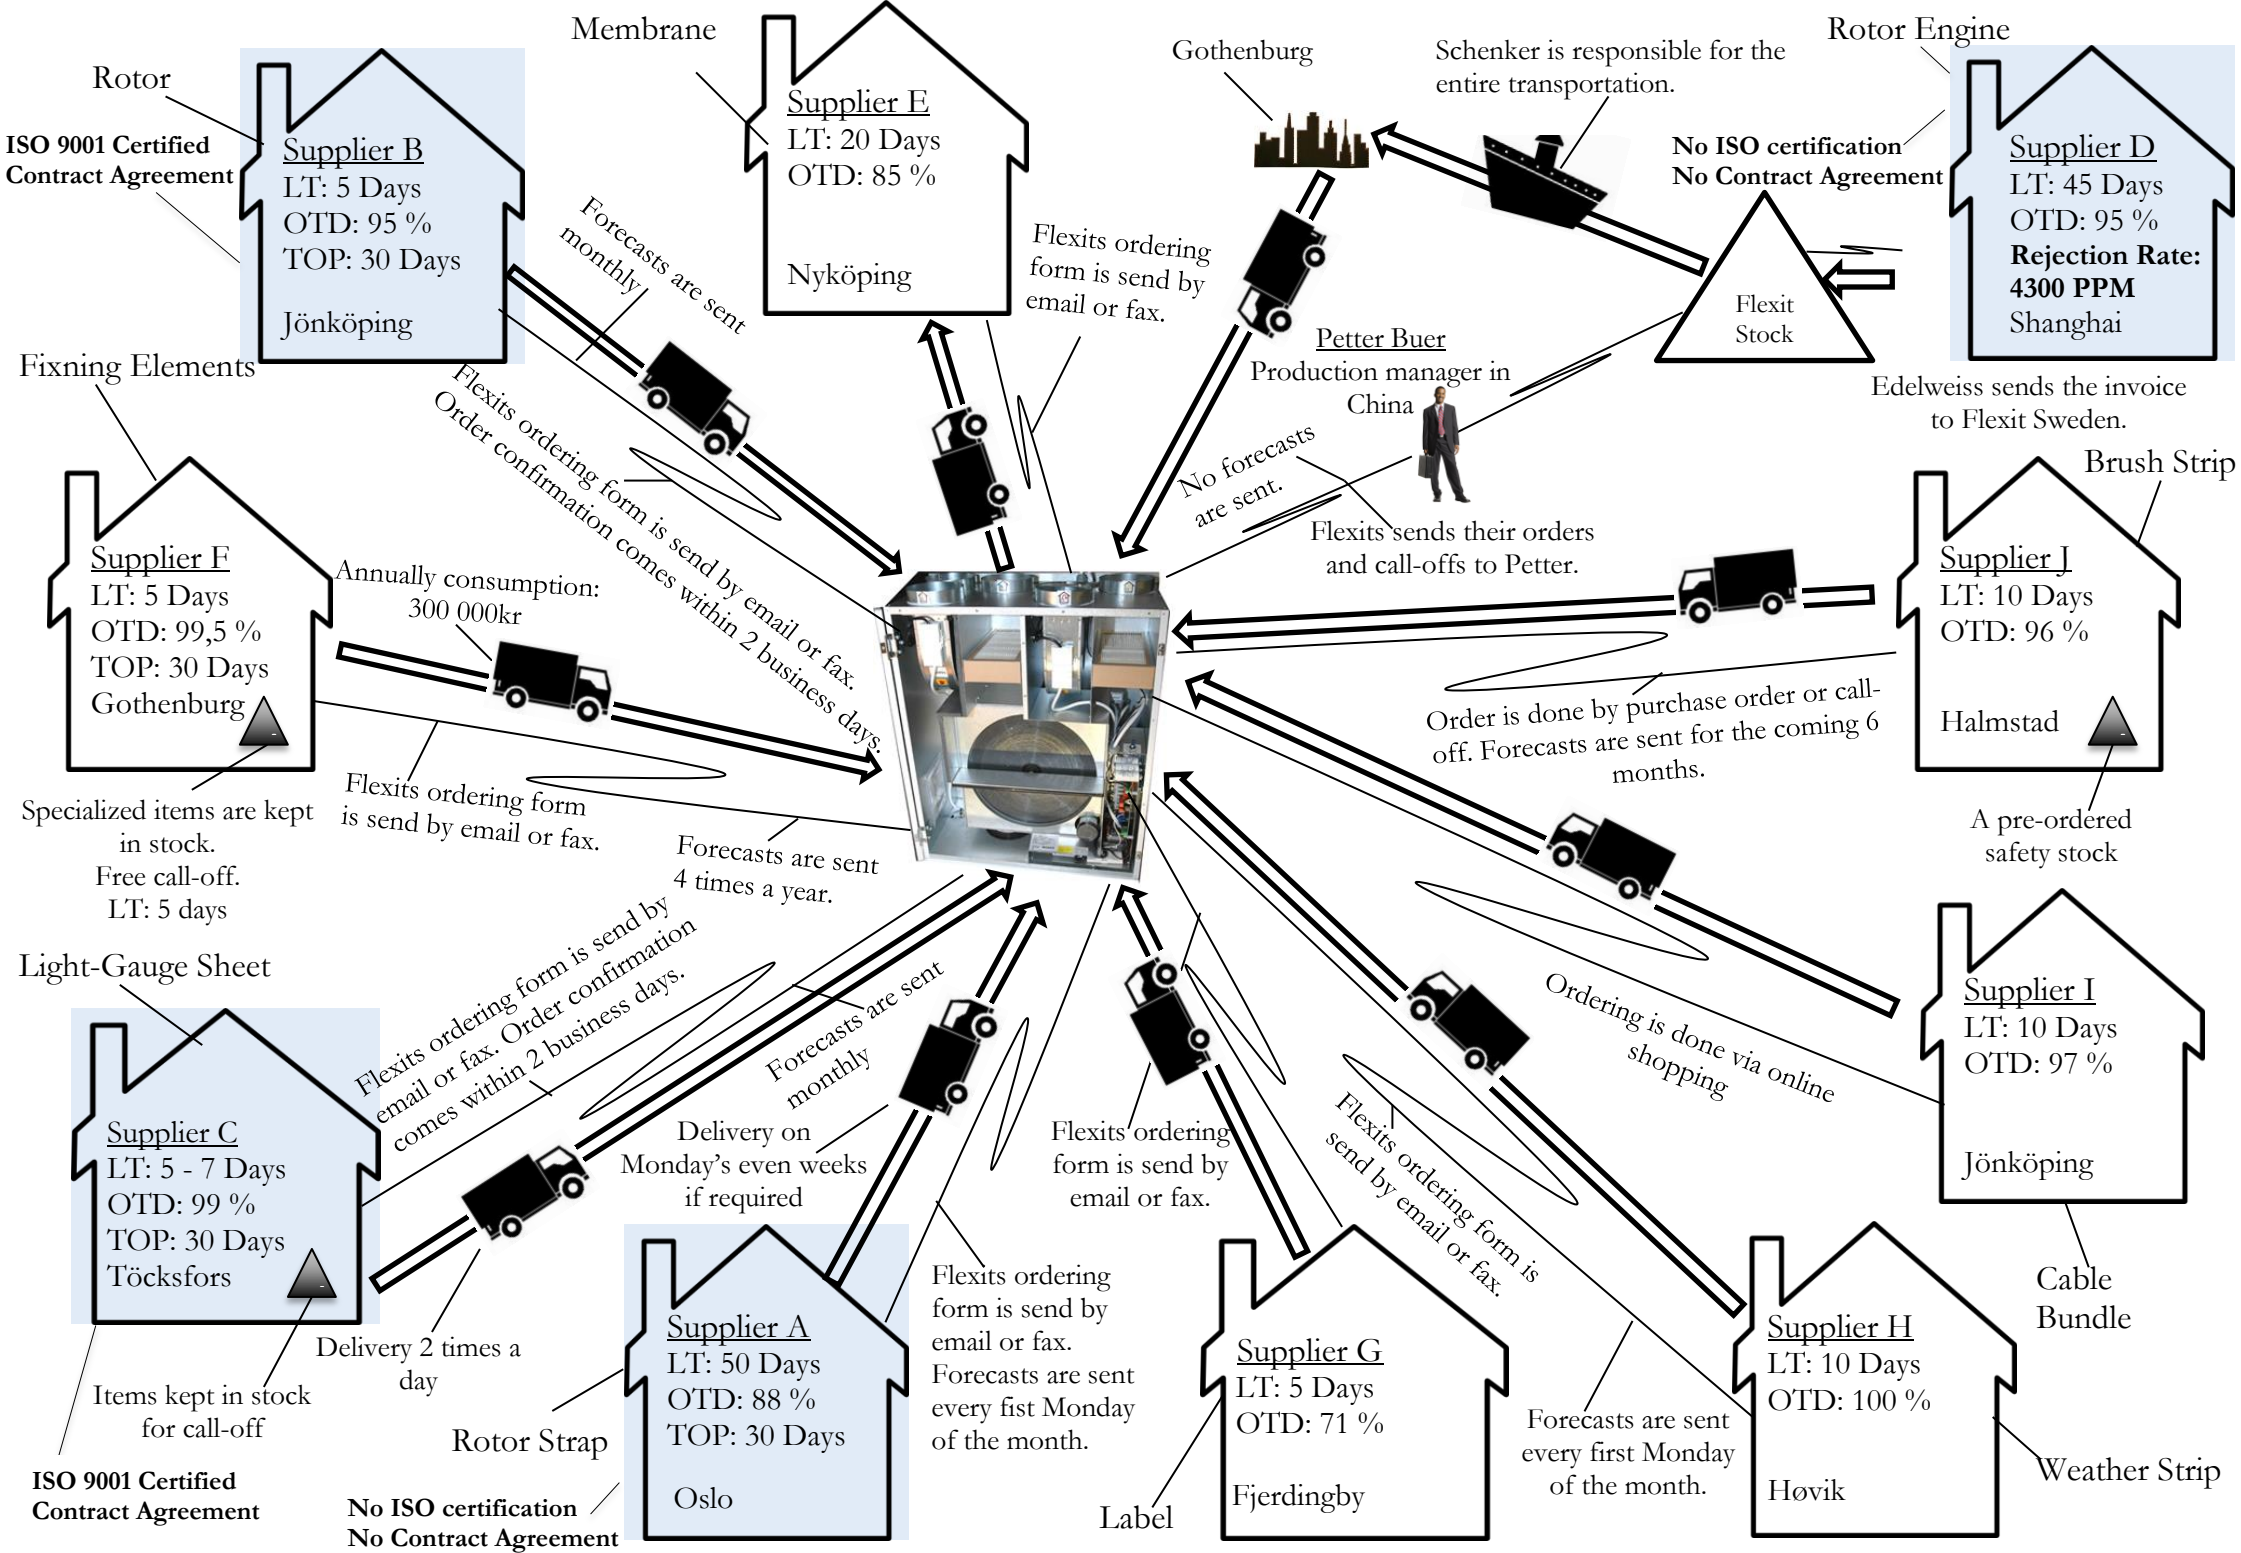 Membrane
Rotor Engine
Gothenburg
Schenker is responsible for the
entire transportation.
Rotor
ISO 9001 Certified
Contract Agreement
Supplier B
LT: 5 Days
OTD: 95 %
TOP: 30 Days
Jönköping
Forecasts are sent
monthly
Supplier E
LT: 20 Days
OTD: 85 %
Nyköping
Flexits ordering
form is send by
email or fax.
No ISO certification
No Contract Agreement
Supplier D
LT: 45 Days
OTD: 95 %
Rejection Rate:
4300 PPM
Shanghai
Flexit
Stock
Petter Buer
Production manager in
China
Edelweiss sends the invoice
to Flexit Sweden.
No forecasts
are sent.
Flexits sends their orders
and call-offs to Petter.
Flexits ordering form is send by email or fax.
Order confirmation comes within 2 business days.
Fixning Elements
Supplier F
LT: 5 Days
OTD: 99,5 %
TOP: 30 Days
Gothenburg
-
Specialized items are kept
in stock.
Free call-off.
LT: 5 days
Annually consumption:
300 000kr
Flexits ordering form
is send by email or fax.
Forecasts are sent
4 times a year.
Brush Strip
Supplier J
LT: 10 Days
OTD: 96 %
Halmstad
-
A pre-ordered
safety stock
Order is done by purchase order or call-
off. Forecasts are sent for the coming 6
months.
Light-Gauge Sheet
Supplier C
LT: 5 - 7 Days
OTD: 99 %
TOP: 30 Days
Töcksfors
-
Items kept in stock
for call-off
ISO 9001 Certified
Contract Agreement
Flexits ordering form is send by
email or fax. Order confirmation
comes within 2 business days.
Forecasts are sent
monthly
Delivery 2 times a
day
Delivery on
Monday's even weeks
if required
Rotor Strap
No ISO certification
No Contract Agreement
Supplier A
LT: 50 Days
OTD: 88 %
TOP: 30 Days
Oslo
Flexits ordering
form is send by
email or fax.
Forecasts are sent
every fist Monday
of the month.
Flexits ordering
form is send by
email or fax.
Label
Supplier G
LT: 5 Days
OTD: 71 %
Fjerdingby
Flexits ordering form is
send by email or fax.
Forecasts are sent
every first Monday
of the month.
Supplier H
LT: 10 Days
OTD: 100 %
Høvik
Weather Strip
Ordering is done via online
shopping
Supplier I
LT: 10 Days
OTD: 97 %
Jönköping
Cable
Bundle